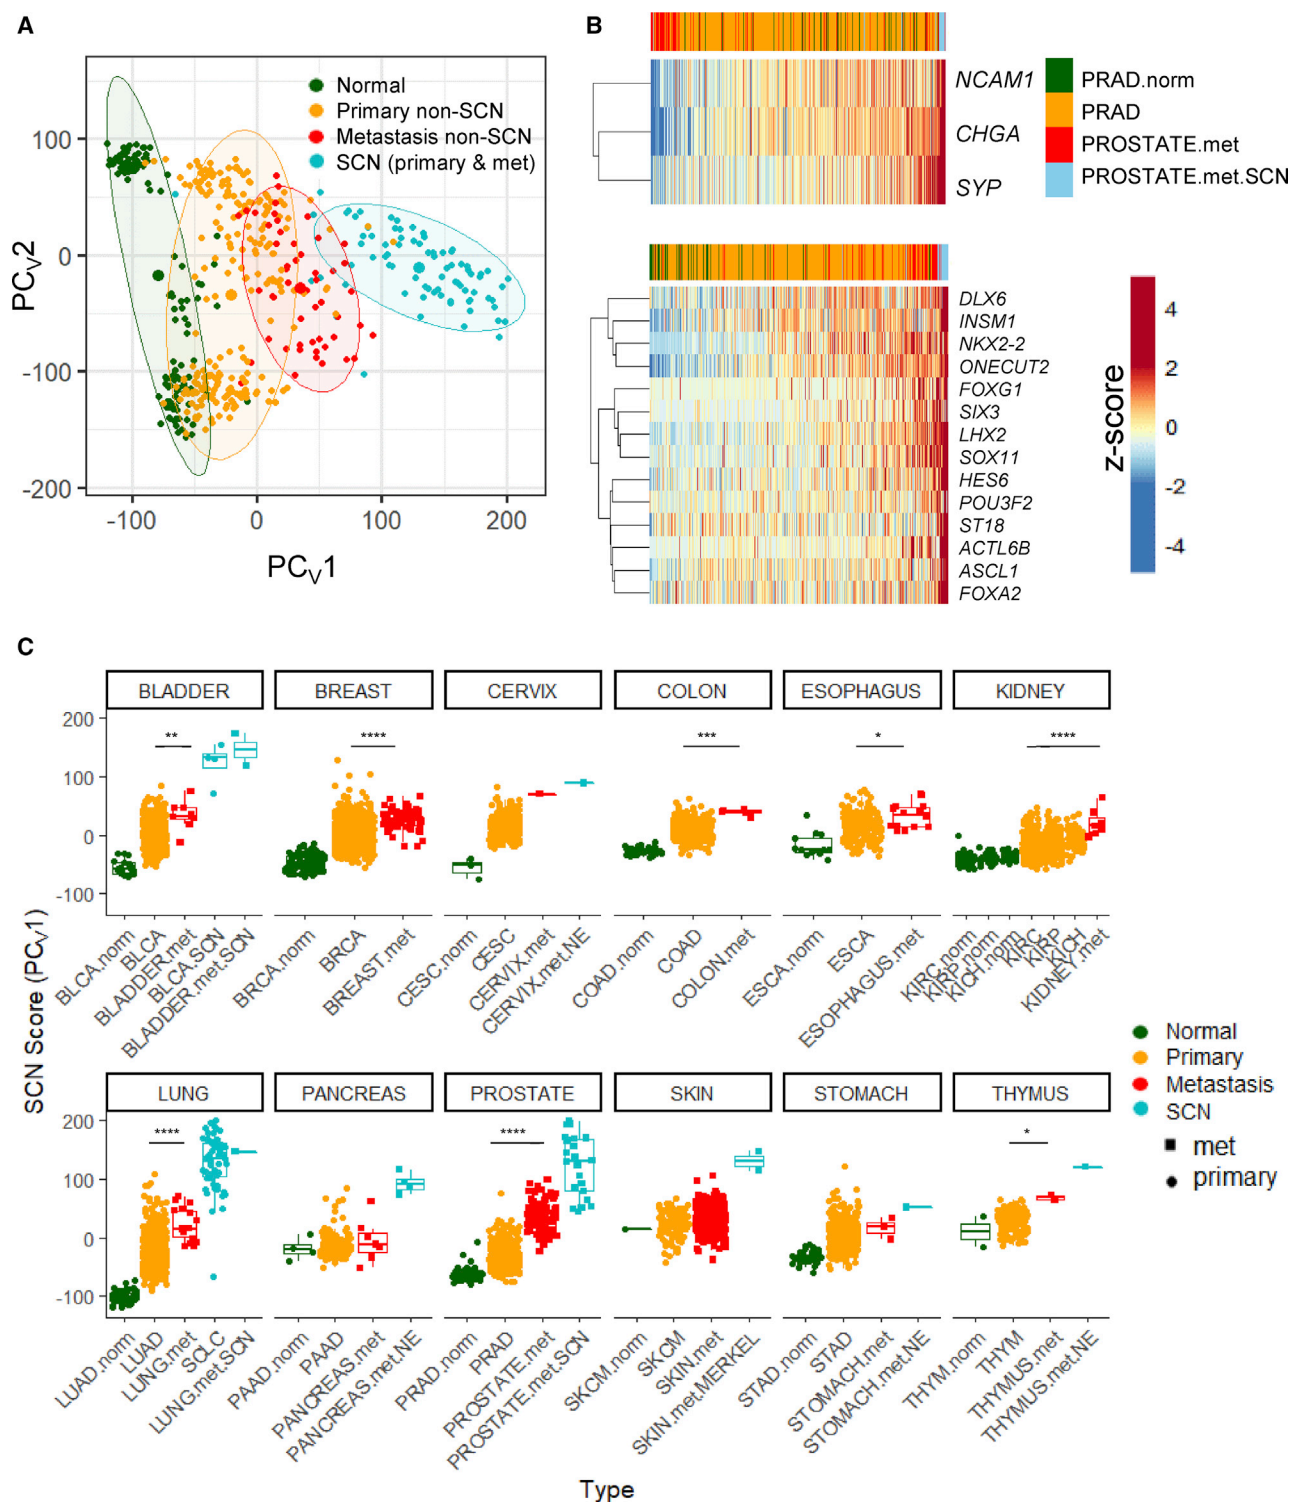 A
Normal
Primary non-SCN
Metastasis non-SCN
SCN (primary & met)
100
0
-100
-200
-100
0
100
200
PCV2
PCV1
B
NCAM1
CHGA
SYP
PRAD.norm
PRAD
PROSTATE.met
PROSTATE.met.SCN
DLX6
INSM1
NKX2-2
ONECUT2
FOXG1
SIX3
LHX2
SOX11
HES6
POU3F2
ST18
ACTL6B
ASCL1
FOXA2
z-score
4
2
0
-2
-4
C
BLADDER
BREAST
CERVIX
COLON
ESOPHAGUS
KIDNEY
200
100
0
-100
**
****
***
*
****
BLCA.norm
BLCA
BLADDER.met
BLCA.SCN
BLADDER.met.SCN
BRCA.norm
BRCA
BREAST.met
CESC.norm
CESC
CERVIX.met
CERVIX.met.NE
COAD.norm
COAD
COLON.met
ESCA.norm
ESCA
ESOPHAGUS.met
KIRC.norm
KIRP.norm
KICH.norm
KIRC
KIRP
KICH
KIDNEY.met
SCN Score (PCV1)
Normal
Primary
Metastasis
SCN
met
primary
LUNG
PANCREAS
PROSTATE
SKIN
STOMACH
THYMUS
200
100
0
-100
****
****
*
LUAD.norm
LUAD
LUNG.met
SCLC
LUNG.met.SCN
PAAD.norm
PAAD
PANCREAS.met
PANCREAS.met.NE
PRAD.norm
PRAD
PROSTATE.met
PROSTATE.met.SCN
SKCM.norm
SKCM
SKIN.met
SKIN.met.MERKEL
STAD.norm
STAD
STOMACH.met
STOMACH.met.NE
THYM.norm
THYM
THYMUS.met
THYMUS.met.NE
Type